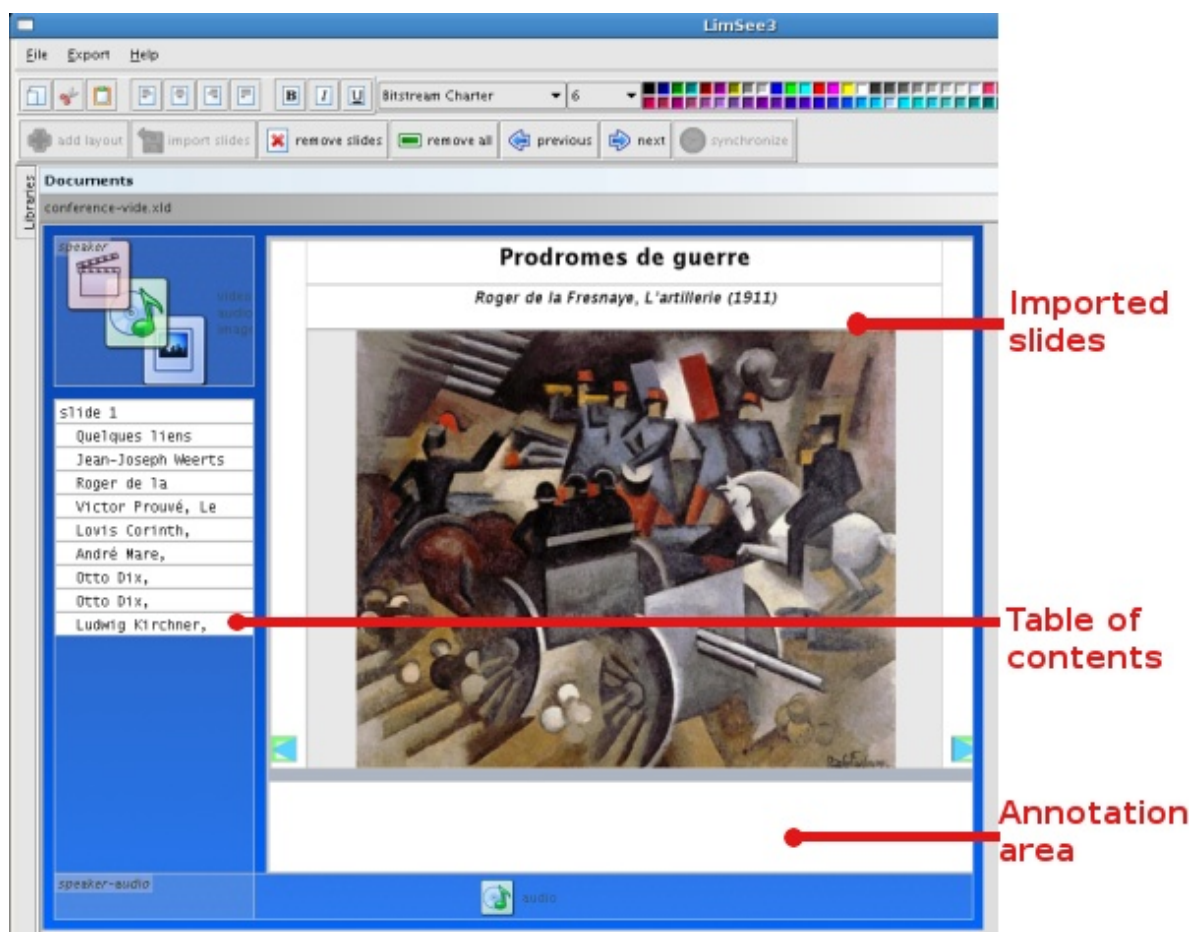 LimSee3
File Export Help
B I U Bitstream Charter 6
add layout import slides remove slides remove all previous next synchronize
Libraries
Documents
conference-vide.xld
speaker
video
audio
image
slide 1
Quelques liens
Jean-Joseph Weerts
Roger de la
Victor Prouvé, Le
Lovis Corinth,
André Mare,
Otto Dix,
Otto Dix,
Ludwig Kirchner,
Prodromes de guerre
Roger de la Fresnaye, L'artillerie (1911)
Imported
slides
Table of
contents
Annotation
area
speaker-audio
audio